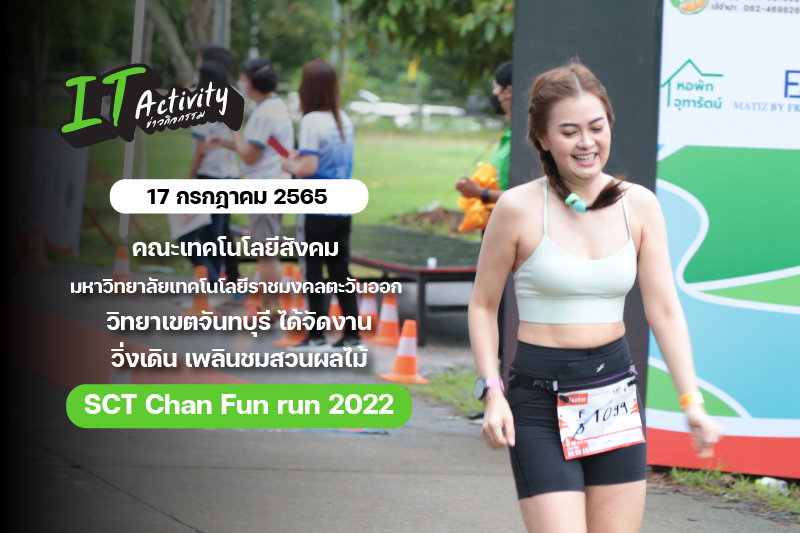 IT Activity
ข่าวกิจกรรม
17 กรกฎาคม 2565
คณะเทคโนโลยีสังคม
มหาวิทยาลัยเทคโนโลยีราชมงคลตะวันออก
วิทยาเขตจันทบุรี ได้จัดงาน
วิ่งเดิน เพลินชมสวนผลไม้
SCT Chan Fun run 2022
หอพัก
จุฑารัตน์
MATIZ BY FR
F
3
1099